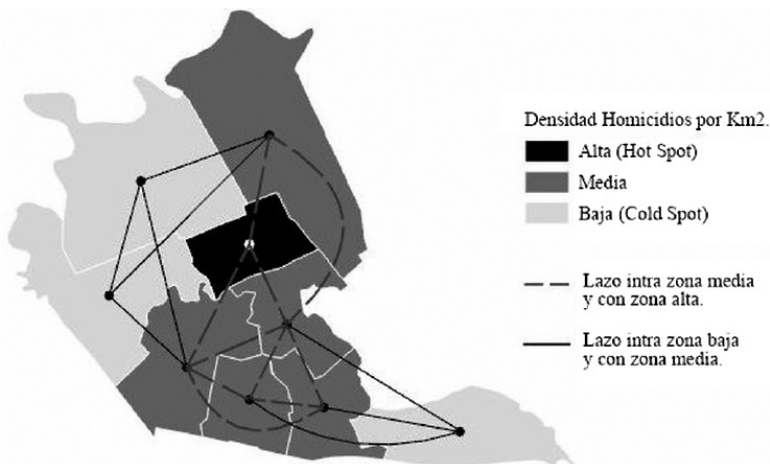 Densidad Homicidios por Km2.
Alta (Hot Spot)
Media
Baja (Cold Spot)
Lazo intra zona media
y con zona alta.
Lazo intra zona baja
y con zona media.